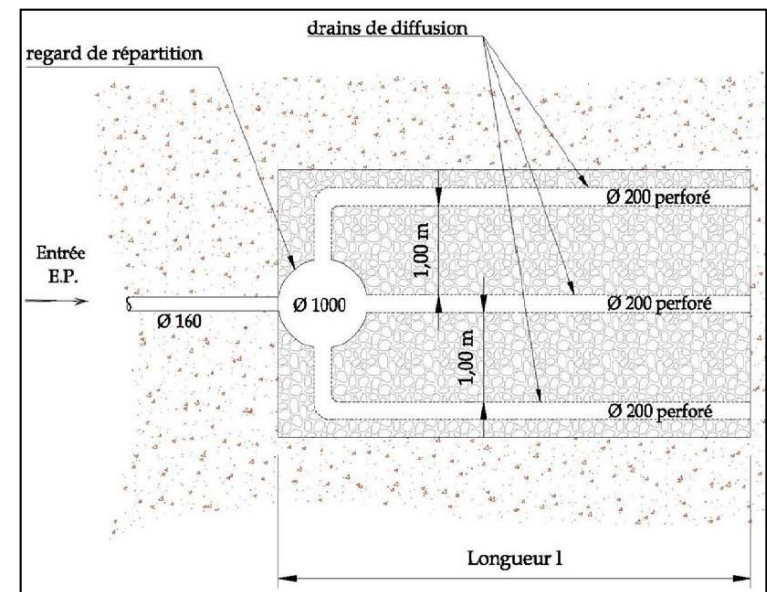 drains de diffusion
regard de répartition
Ø 200 perforé
1,00 m
Entrée
E.P.
Ø 1000
Ø 200 perforé
Ø 160
1,00 m
Ø 200 perforé
Longueur l